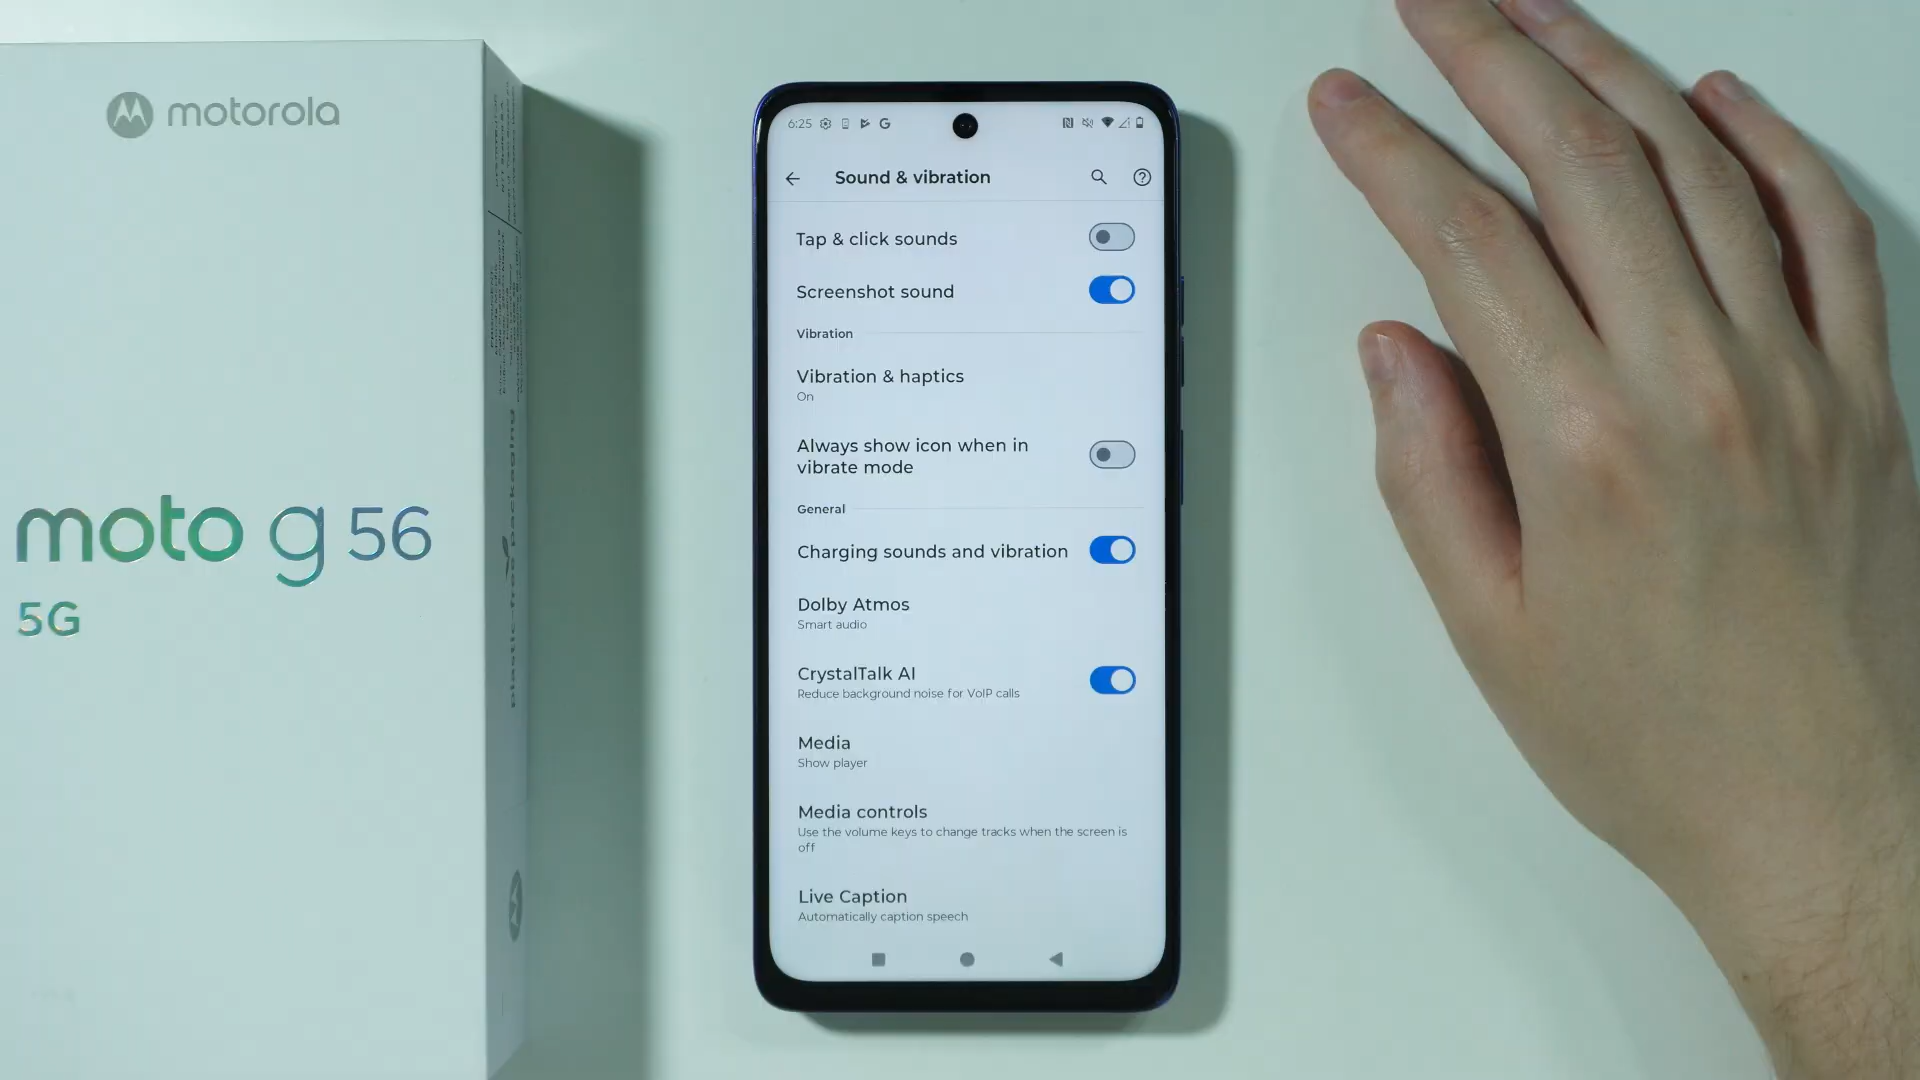 motorola
moto g 56
5G
plastic-free packaging
6:25
Sound & vibration
Tap & click sounds
Screenshot sound
Vibration
Vibration & haptics
On
Always show icon when in
vibrate mode
General
Charging sounds and vibration
Dolby Atmos
Smart audio
CrystalTalk AI
Reduce background noise for VoIP calls
Media
Show player
Media controls
Use the volume keys to change tracks when the screen is
off
Live Caption
Automatically caption speech